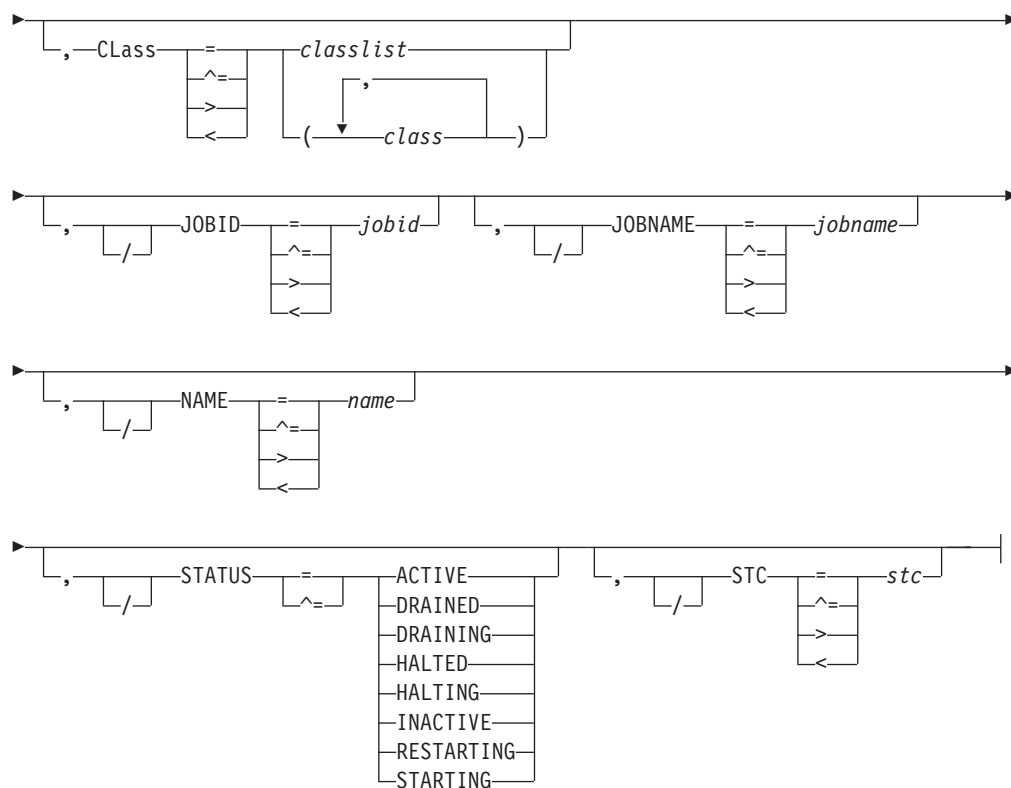 , CLass = classlist
^= ,
>
< ( class )
, / JOBID = jobid , / JOBNAME = jobname
^= ^=
> >
< <
, / NAME = name
^=
>
<
, / STATUS = ACTIVE , / STC = stc
^= DRAINED ^=
DRAINING >
HALTED <
HALTING
INACTIVE
RESTARTING
STARTING